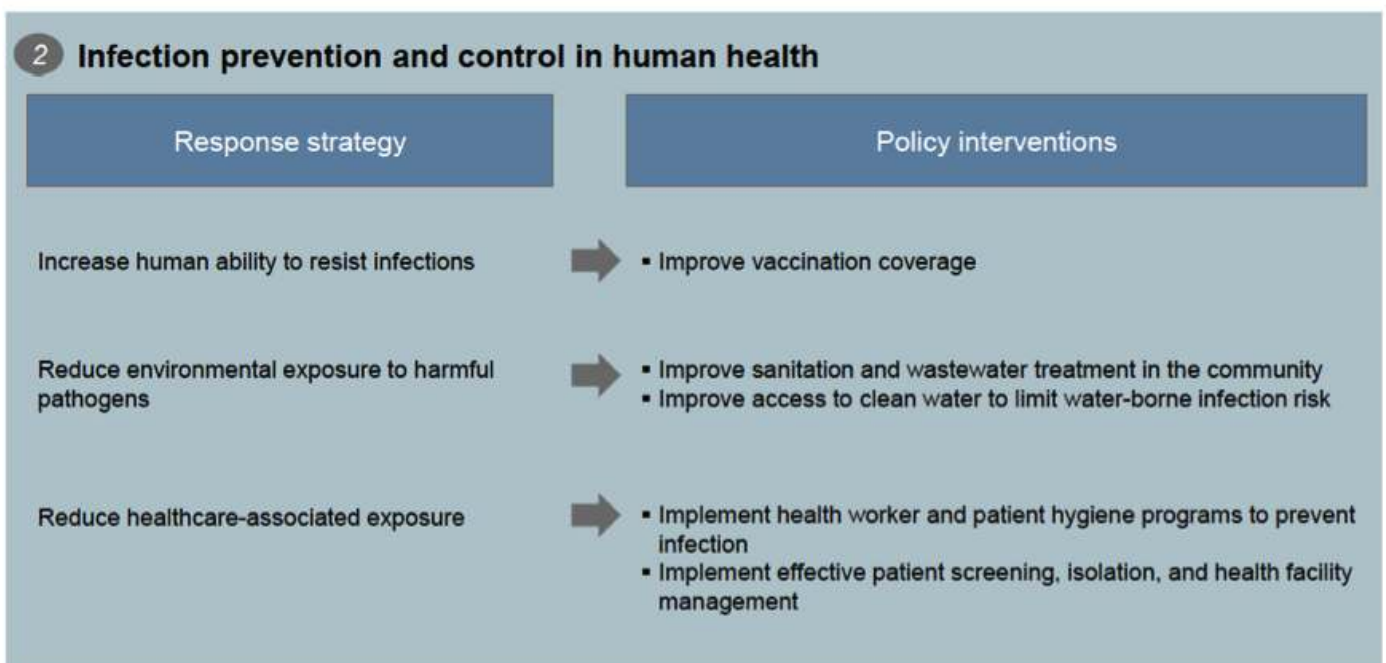 2 Infection prevention and control in human health
Response strategy
Policy interventions
Increase human ability to resist infections
▪ Improve vaccination coverage
Reduce environmental exposure to harmful
pathogens
▪ Improve sanitation and wastewater treatment in the community
▪ Improve access to clean water to limit water-borne infection risk
Reduce healthcare-associated exposure
▪ Implement health worker and patient hygiene programs to prevent
infection
▪ Implement effective patient screening, isolation, and health facility
management